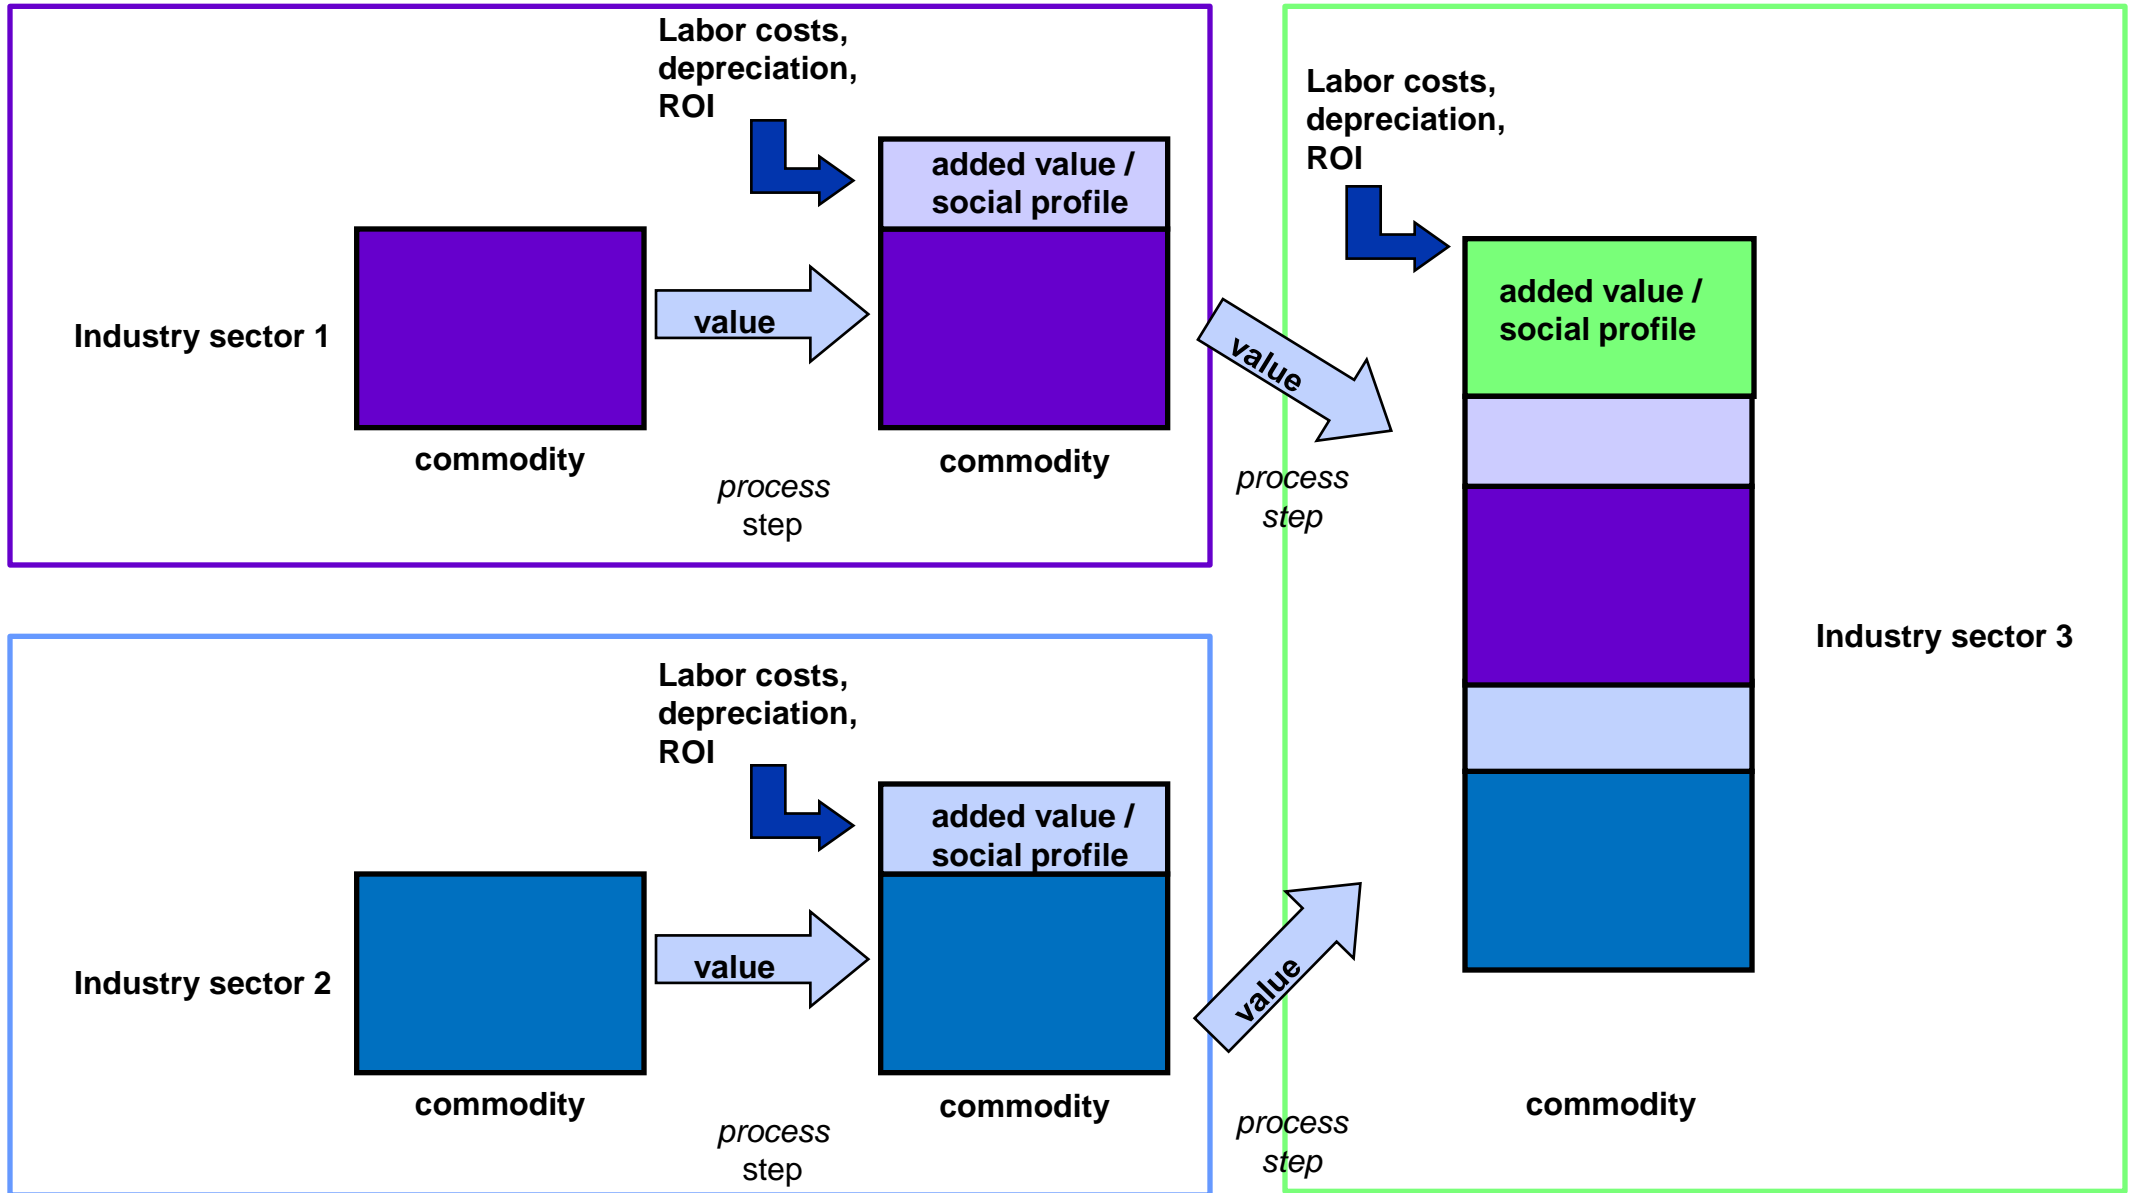 Labor costs,
depreciation,
ROI
added value /
social profile
Industry sector 1
value
commodity
commodity
process
step
value
process
step
Labor costs,
depreciation,
ROI
added value /
social profile
Industry sector 2
value
commodity
commodity
process
step
value
process
step
Labor costs,
depreciation,
ROI
added value /
social profile
Industry sector 3
commodity